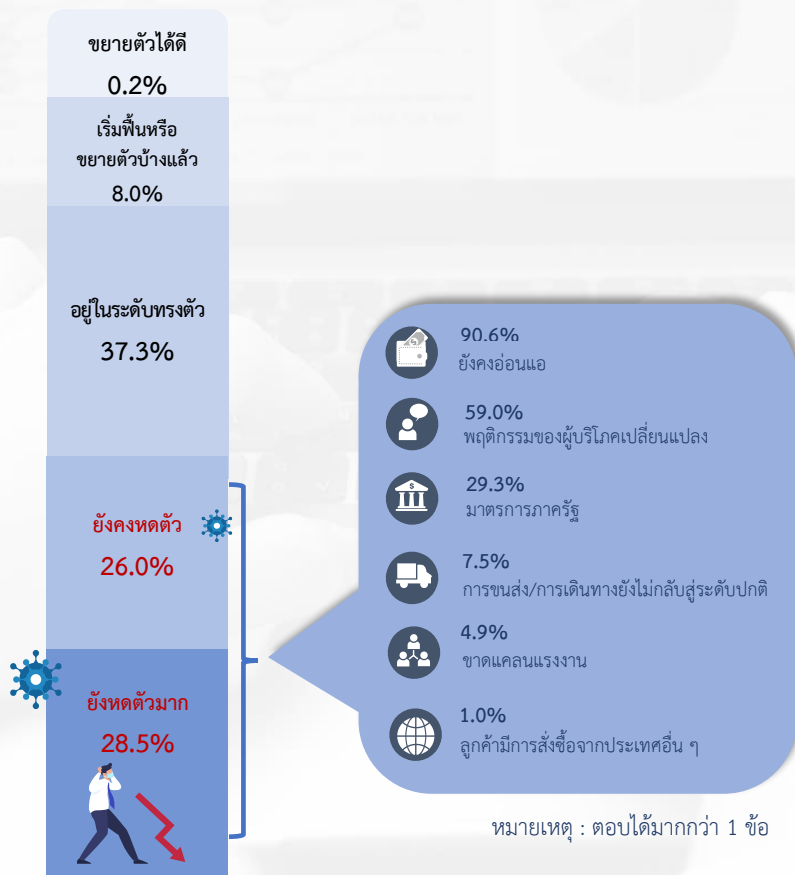 ขยายตัวได้ดี
0.2%
เริ่มฟื้นหรือ
ขยายตัวบ้างแล้ว
8.0%
อยู่ในระดับทรงตัว
37.3%
ยังคงหดตัว
26.0%
ยังหดตัวมาก
28.5%
90.6%
ยังคงอ่อนแอ
59.0%
พฤติกรรมของผู้บริโภคเปลี่ยนแปลง
29.3%
มาตรการภาครัฐ
7.5%
การขนส่ง/การเดินทางยังไม่กลับสู่ระดับปกติ
4.9%
ขาดแคลนแรงงาน
1.0%
ลูกค้ามีการสั่งซื้อจากประเทศอื่น ๆ
หมายเหตุ : ตอบได้มากกว่า 1 ข้อ